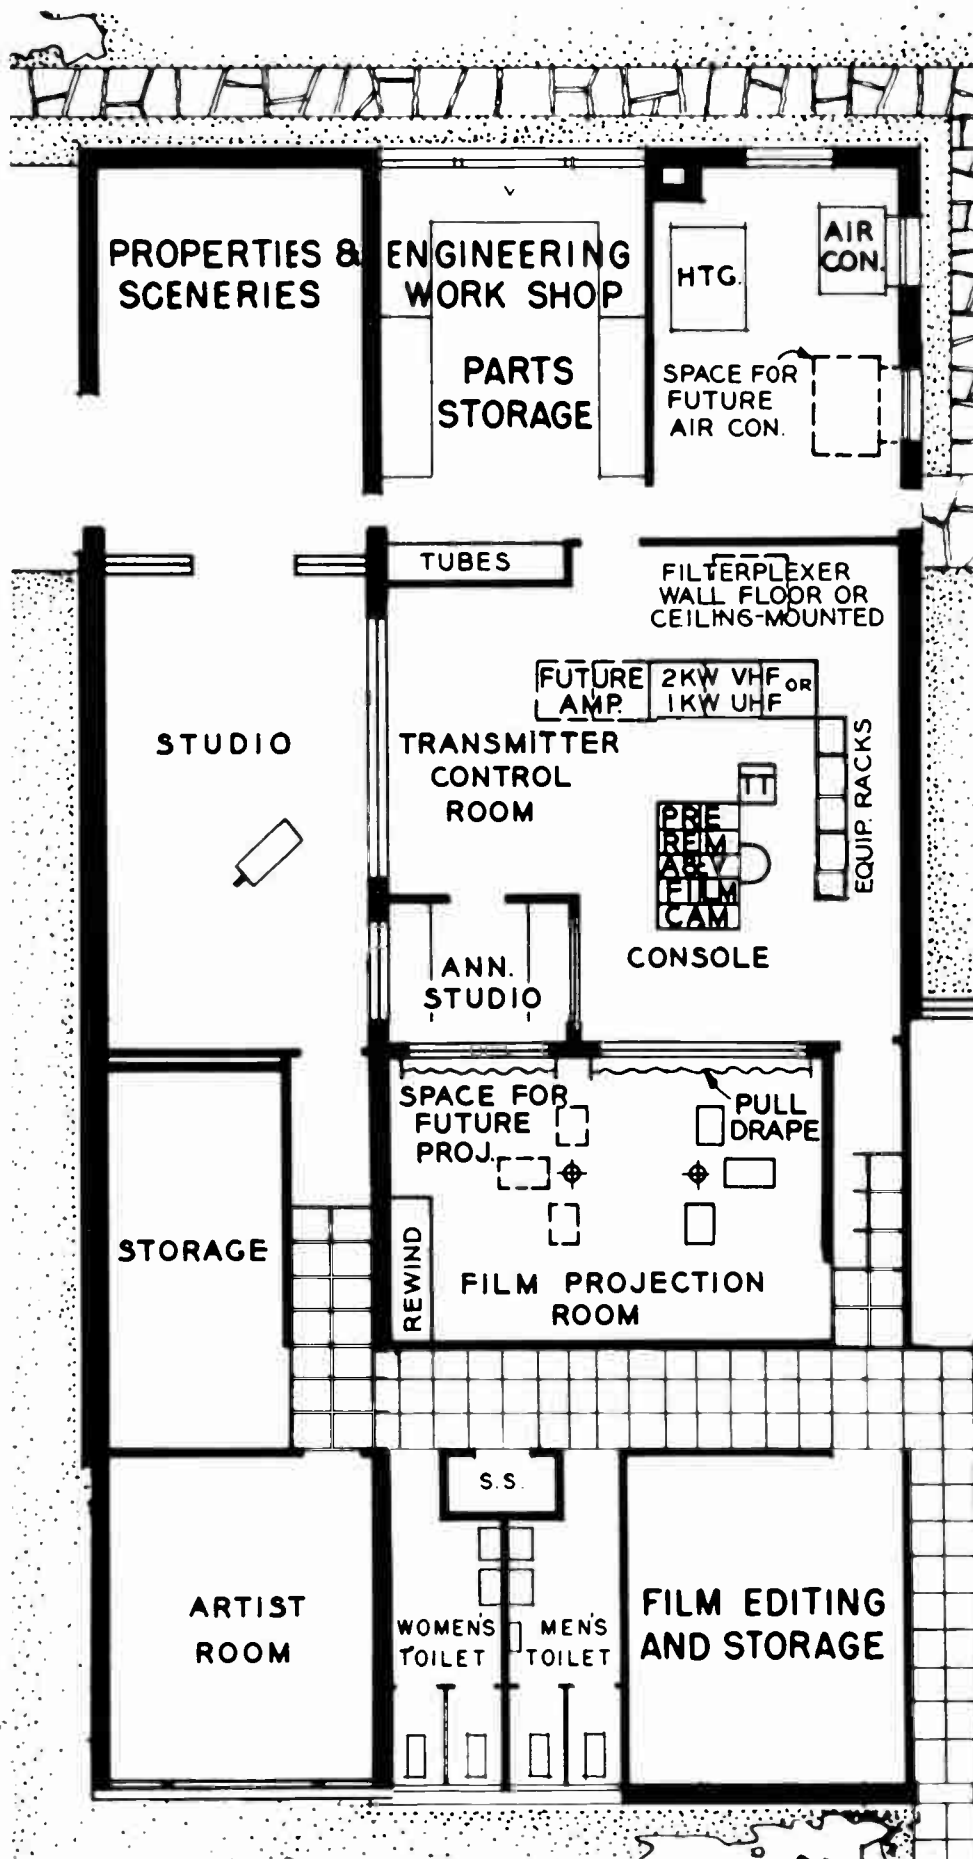 PROPERTIES &
SCENERIES
ENGINEERING
WORK SHOP
PARTS
STORAGE
HTG.
AIR
CON.
SPACE FOR
FUTURE
AIR CON.
TUBES
FILTERPLEXER
WALL FLOOR OR
CEILING-MOUNTED
FUTURE
AMP.
2KW VHF OR
1KW UHF
STUDIO
TRANSMITTER
CONTROL
ROOM
TT
EQUIP. RACKS
PRE
REM
A&V
FILM
CAM
CONSOLE
ANN.
STUDIO
SPACE FOR
FUTURE
PROJ.
PULL
DRAPE
STORAGE
REWIND
FILM PROJECTION
ROOM
S.S.
ARTIST
ROOM
WOMEN'S
TOILET
MEN'S
TOILET
FILM EDITING
AND STORAGE